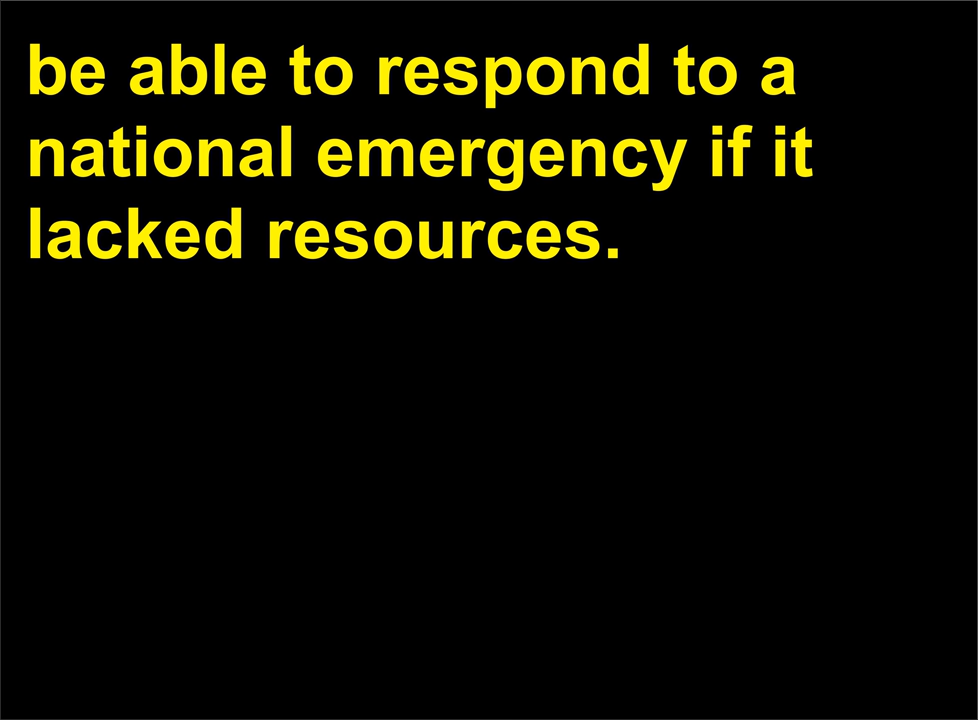 be able to respond to a
national emergency if it
lacked resources.